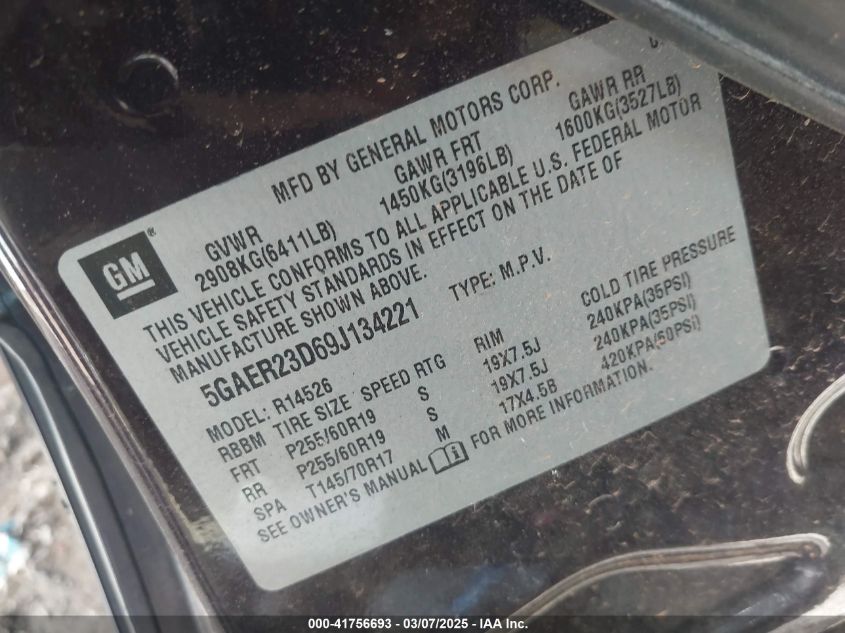 MFD BY GENERAL MOTORS CORP.
GM
GVWR GAWR FRT GAWR RR
2908KG(6411LB) 1450KG(3196LB) 1600KG(3527LB)
THIS VEHICLE CONFORMS TO ALL APPLICABLE U.S. FEDERAL MOTOR
VEHICLE SAFETY STANDARDS IN EFFECT ON THE DATE OF
MANUFACTURE SHOWN ABOVE.
5GAER23D69J134221 TYPE: M.P.V.
MODEL: R14526
RBBM TIRE SIZE SPEED RTG RIM COLD TIRE PRESSURE
FRT P255/60R19 S 19X7.5J 240KPA(35PSI)
RR P255/60R19 S 19X7.5J 240KPA(35PSI)
SPA T145/70R17 M 17X4.5B 420KPA(60PSI)
SEE OWNER'S MANUAL FOR MORE INFORMATION.
000-41756693 - 03/07/2025 - IAA Inc.